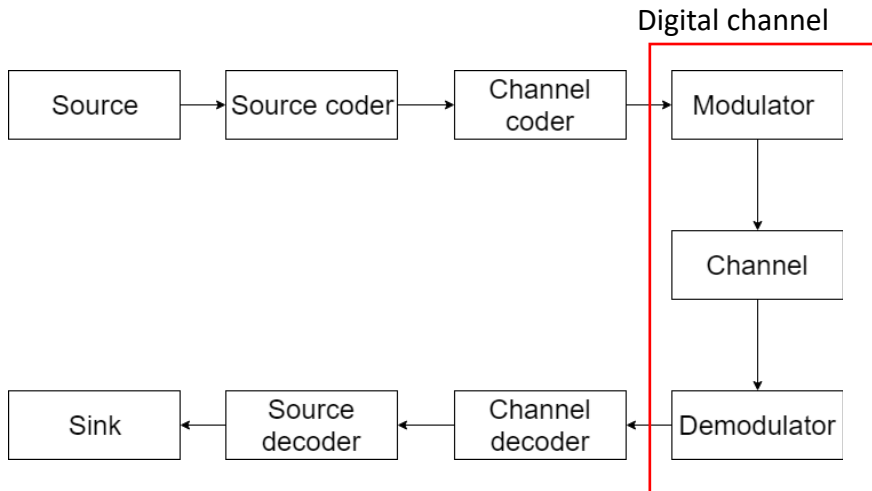 Digital channel
Source
Source coder
Channel
coder
Modulator
Channel
Sink
Source
decoder
Channel
decoder
Demodulator